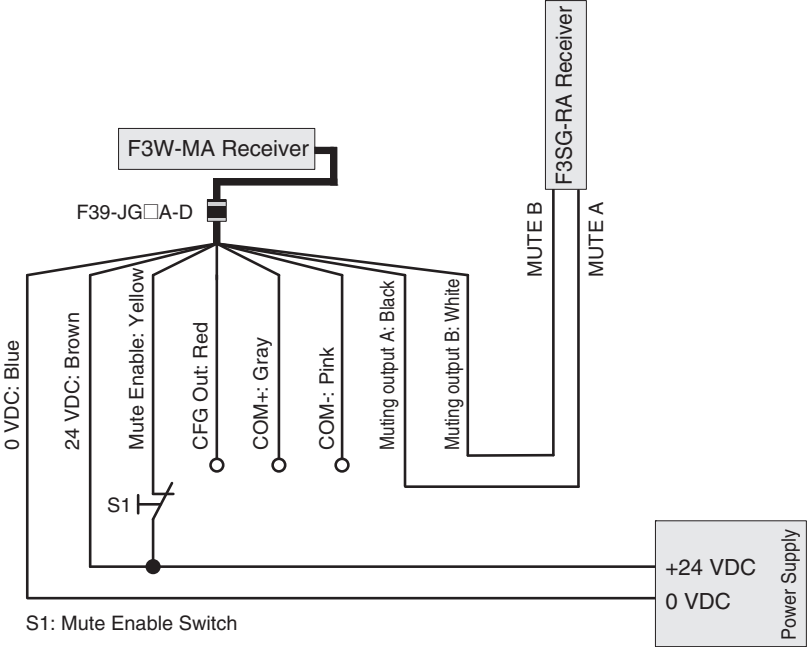 F3SG-RA Receiver
F3W-MA Receiver
F39-JG□A-D
MUTE B
MUTE A
0 VDC: Blue
24 VDC: Brown
Mute Enable: Yellow
CFG Out: Red
COM+: Gray
COM-: Pink
Muting output A: Black
Muting output B: White
S1
+24 VDC
0 VDC
Power Supply
S1: Mute Enable Switch